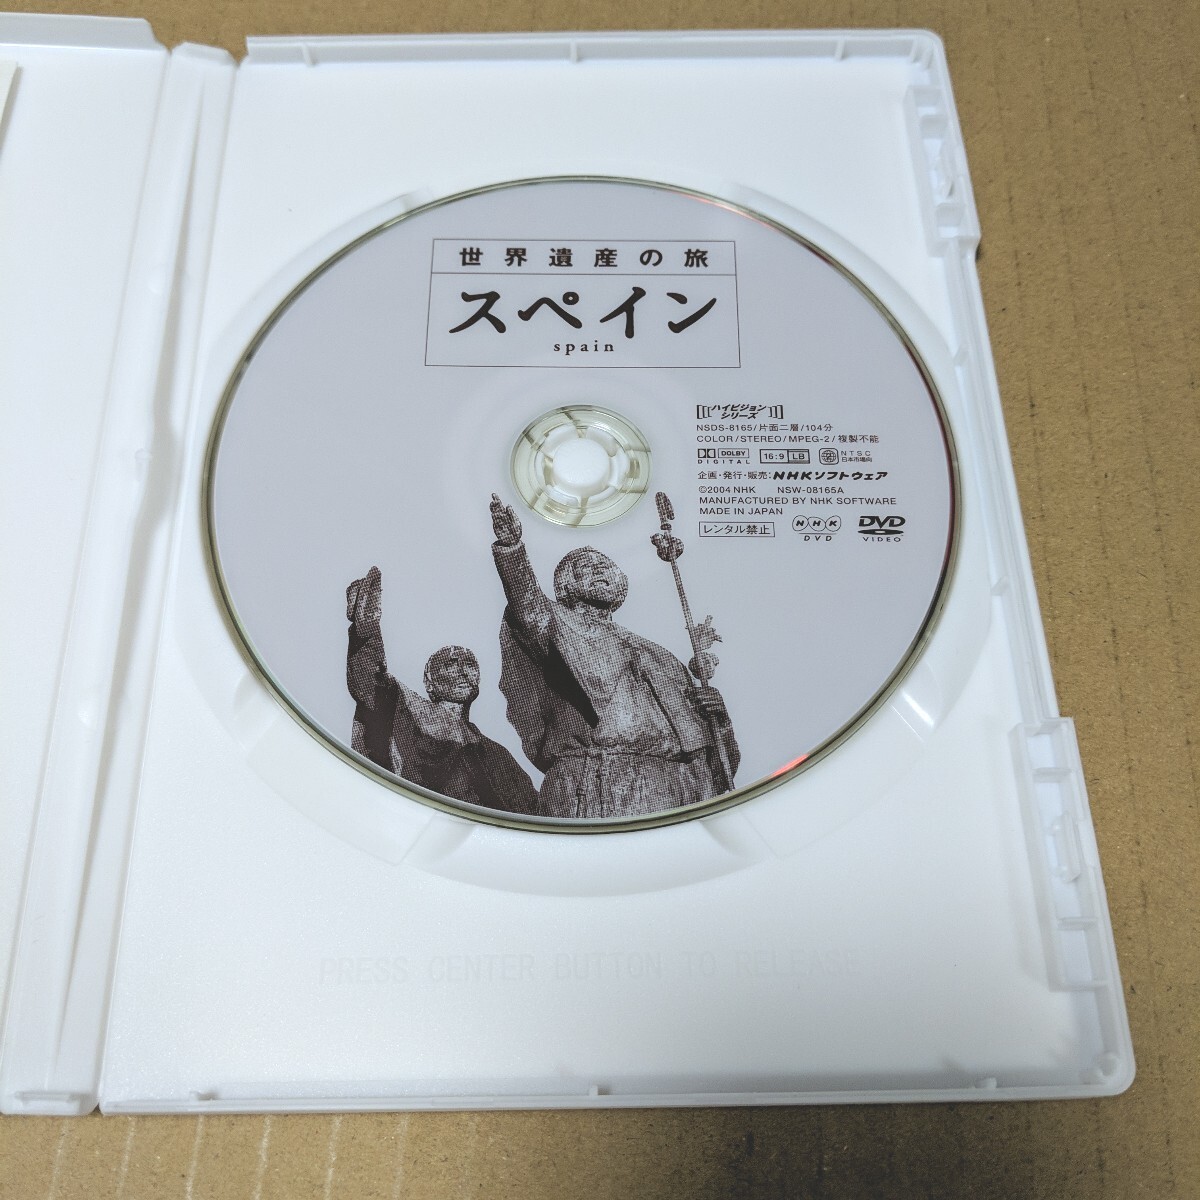 世界遺産の旅
スペイン
spain
ハイビジョン
シリーズ
NSDS-8165/片面二層/104分
COLOR/STEREO/MPEG-2/複製不能
DOLBY
DIGITAL
16:9 LB
NTSC
日本市場向
企画・発行・販売:NHKソフトウェア
©2004 NHK NSW-08165A
MANUFACTURED BY NHK SOFTWARE
MADE IN JAPAN
レンタル禁止
NHK
DVD
DVD
VIDEO
PRESS CENTER BUTTON TO RELEASE